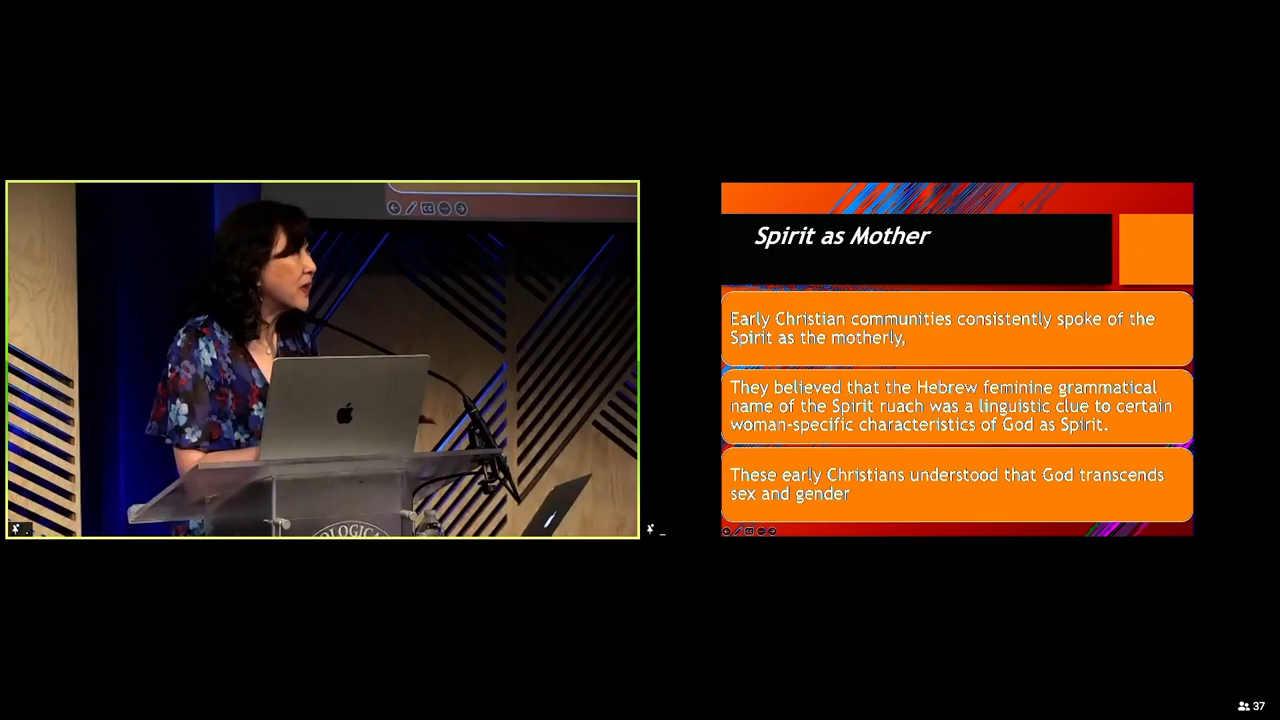 Spirit as Mother
Early Christian communities consistently spoke of the
Spirit as the motherly,
They believed that the Hebrew feminine grammatical
name of the Spirit ruach was a linguistic clue to certain
woman-specific characteristics of God as Spirit.
These early Christians understood that God transcends
sex and gender
OLOGICA
37